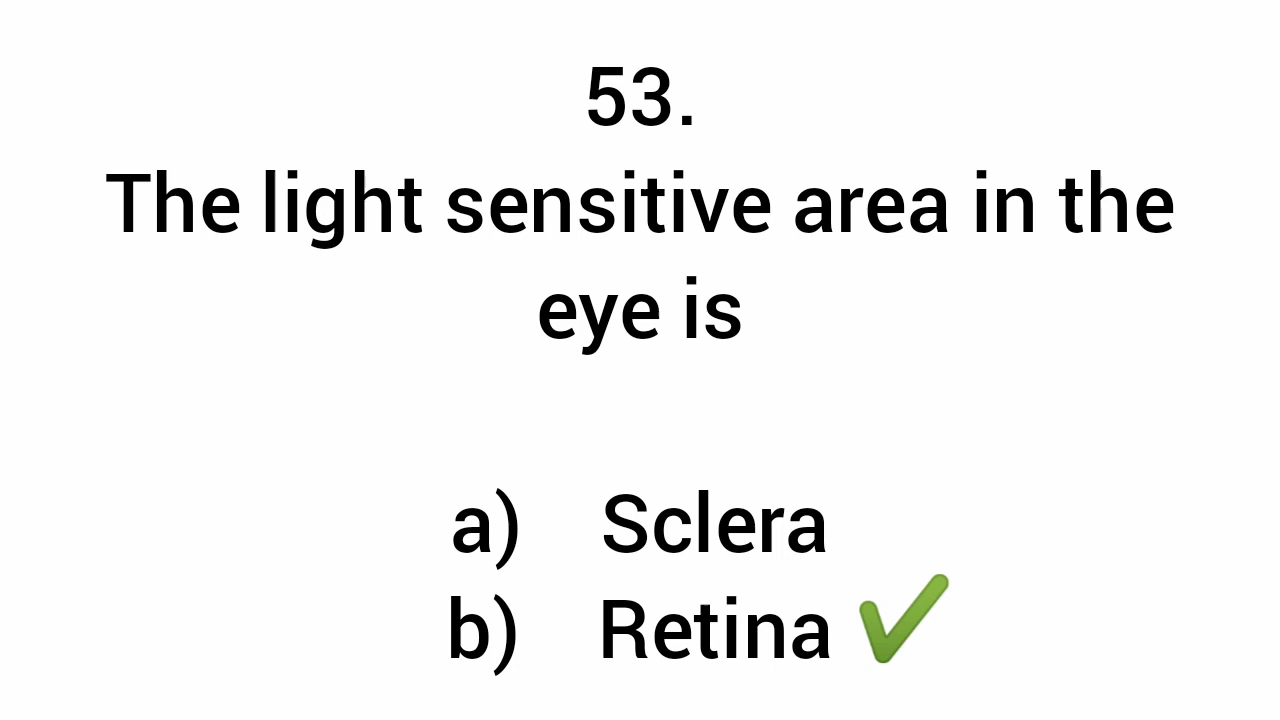 53.
The light sensitive area in the
eye is
a) Sclera
b) Retina ✔